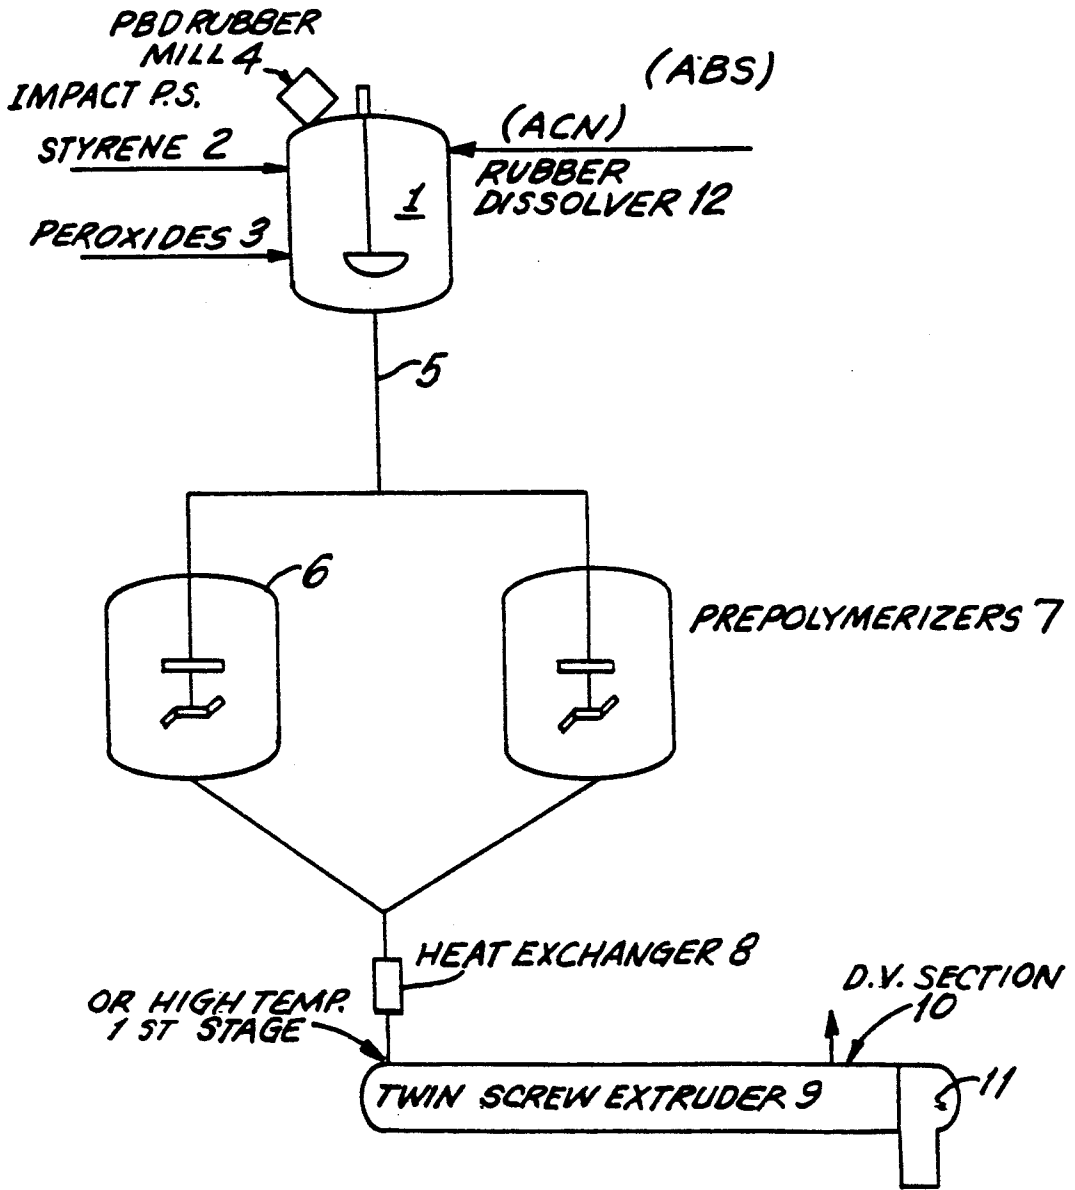 PBD RUBBER
MILL 4
(ABS)
IMPACT P.S.
(ACN)
STYRENE 2
RUBBER
DISSOLVER 12
1
PEROXIDES 3
5
6
PREPOLYMERIZERS 7
HEAT EXCHANGER 8
D.V. SECTION
10
OR HIGH TEMP.
1 ST STAGE
TWIN SCREW EXTRUDER 9
11